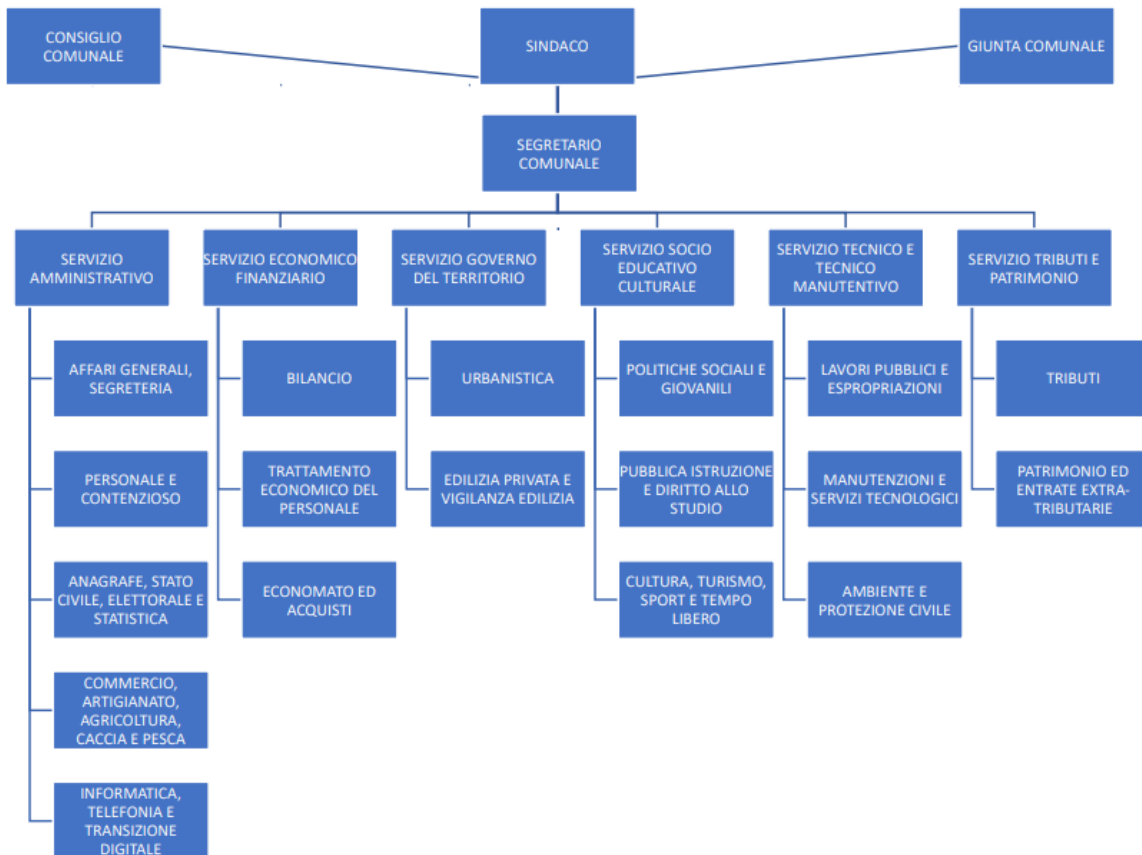 CONSIGLIO
COMUNALE
SINDACO
GIUNTA COMUNALE
SEGRETARIO
COMUNALE
SERVIZIO
AMMINISTRATIVO
SERVIZIO ECONOMICO
FINANZIARIO
SERVIZIO GOVERNO
DEL TERRITORIO
SERVIZIO SOCIO
EDUCATIVO
CULTURALE
SERVIZIO TECNICO E
TECNICO
MANUTENTIVO
SERVIZIO TRIBUTI E
PATRIMONIO
AFFARI GENERALI,
SEGRETERIA
PERSONALE E
CONTENZIOSO
ANAGRAFE, STATO
CIVILE, ELETTORALE E
STATISTICA
COMMERCIO,
ARTIGIANATO,
AGRICOLTURA,
CACCIA E PESCA
INFORMATICA,
TELEFONIA E
TRANSIZIONE
DIGITALE
BILANCIO
TRATTAMENTO
ECONOMICO DEL
PERSONALE
ECONOMATO ED
ACQUISTI
URBANISTICA
EDILIZIA PRIVATA E
VIGILANZA EDILIZIA
POLITICHE SOCIALI E
GIOVANILI
PUBBLICA ISTRUZIONE
E DIRITTO ALLO
STUDIO
CULTURA, TURISMO,
SPORT E TEMPO
LIBERO
LAVORI PUBBLICI E
ESPROPRIAZIONI
MANUTENZIONI E
SERVIZI TECNOLOGICI
AMBIENTE E
PROTEZIONE CIVILE
TRIBUTI
PATRIMONIO ED
ENTRATE EXTRA-
TRIBUTARIE